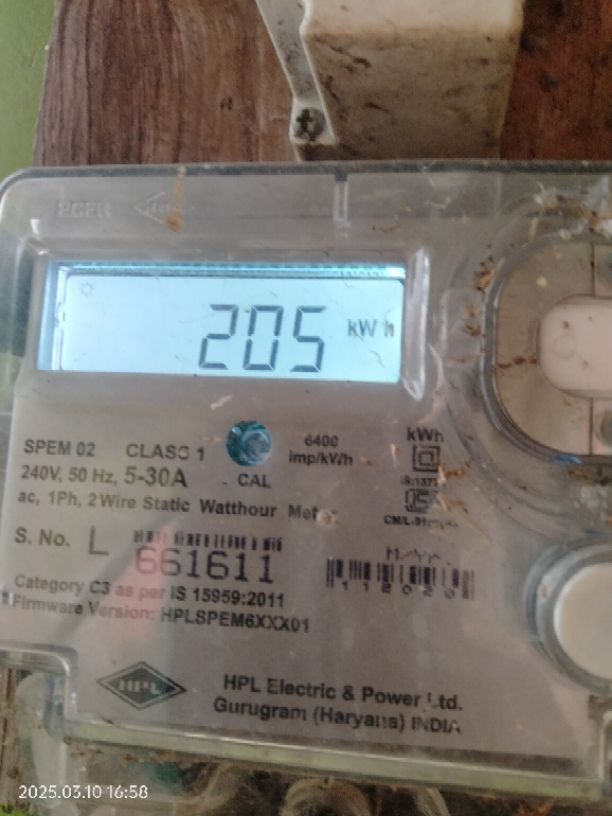 205 kWh
SPEM 02 CLASS 1
6400
imp/kWh
kWh
240V, 50 Hz, 5-30A
CAL
ac, 1Ph, 2 Wire Static Watthour
S. No. L 661611
Category C3 as per IS 15959:2011
Firmware Version: HPLSPEM6XXX01
HPL
HPL Electric & Power Ltd.
Gurugram (Haryana) INDIA
2025.03.10 16:58